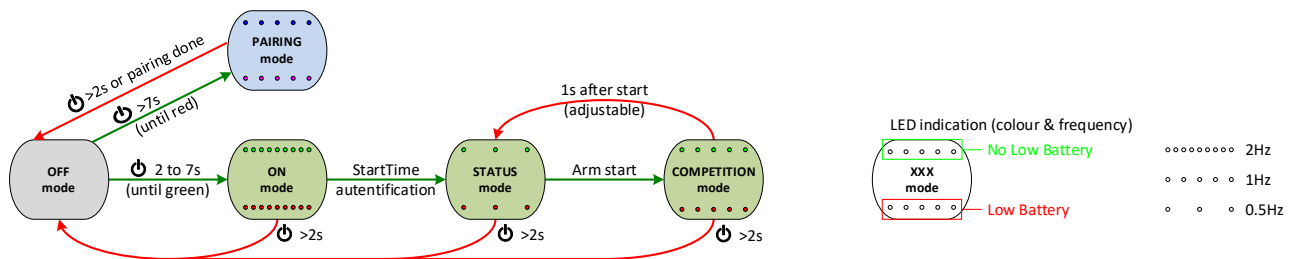 PAIRING
mode
>2s or pairing done
>7s
(until red)
OFF
mode
2 to 7s
(until green)
ON
mode
StartTime
autentification
STATUS
mode
Arm start
COMPETITION
mode
1s after start
(adjustable)
>2s
>2s
>2s
LED indication (colour & frequency)
No Low Battery
XXX
mode
Low Battery
2Hz
1Hz
0.5Hz